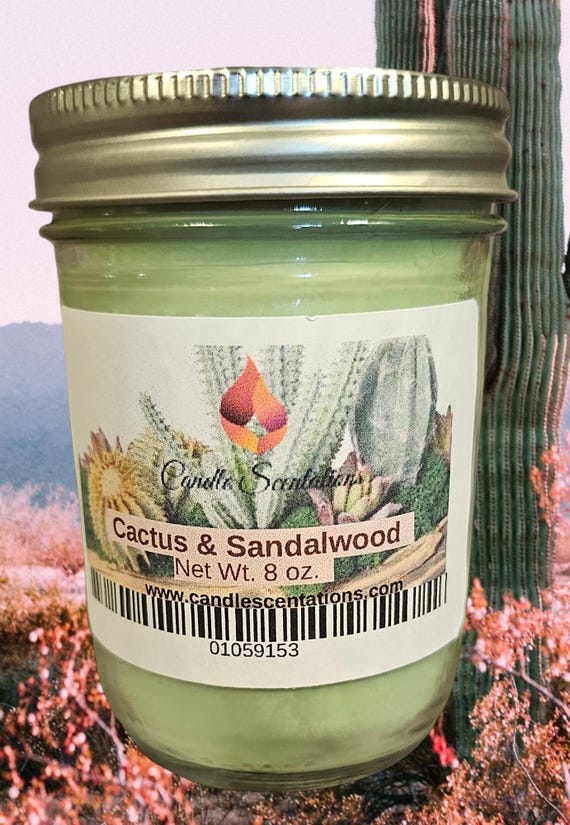 Candle Scentations
Cactus & Sandalwood
Net Wt. 8 oz.
www.candlescentations.com
01059153